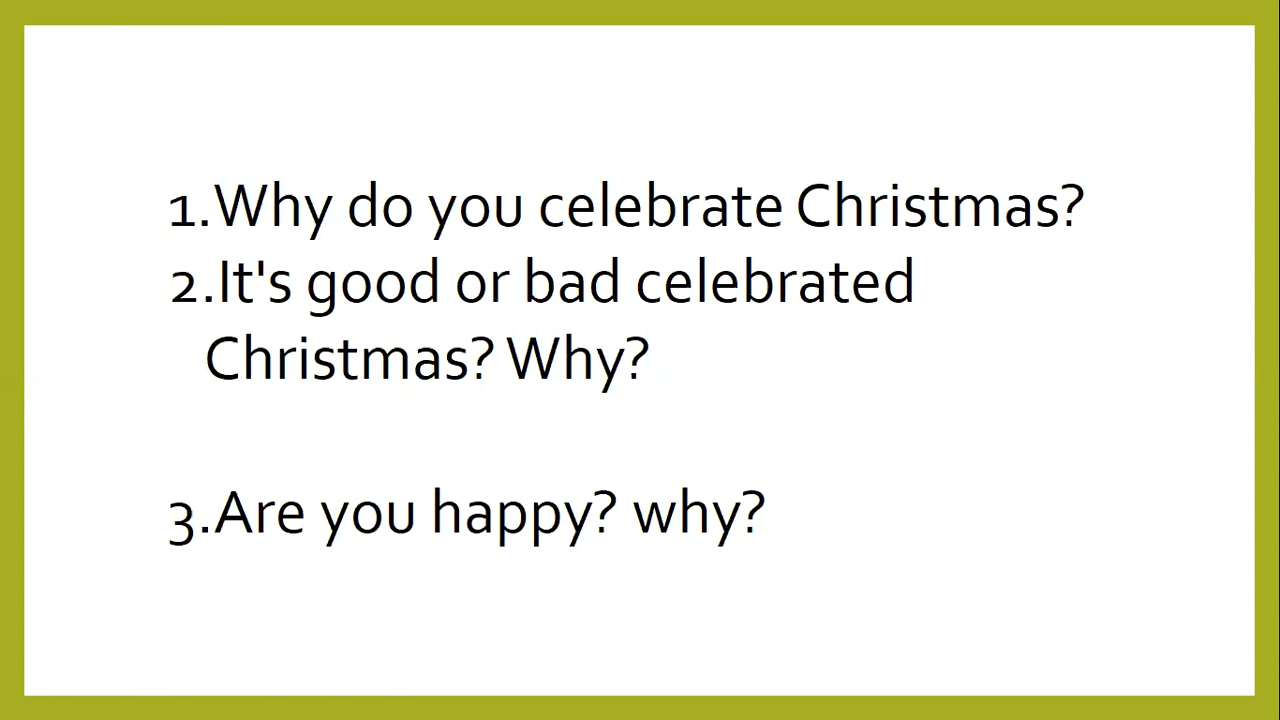 1.Why do you celebrate Christmas?
2.It's good or bad celebrated
Christmas? Why?
3.Are you happy? why?